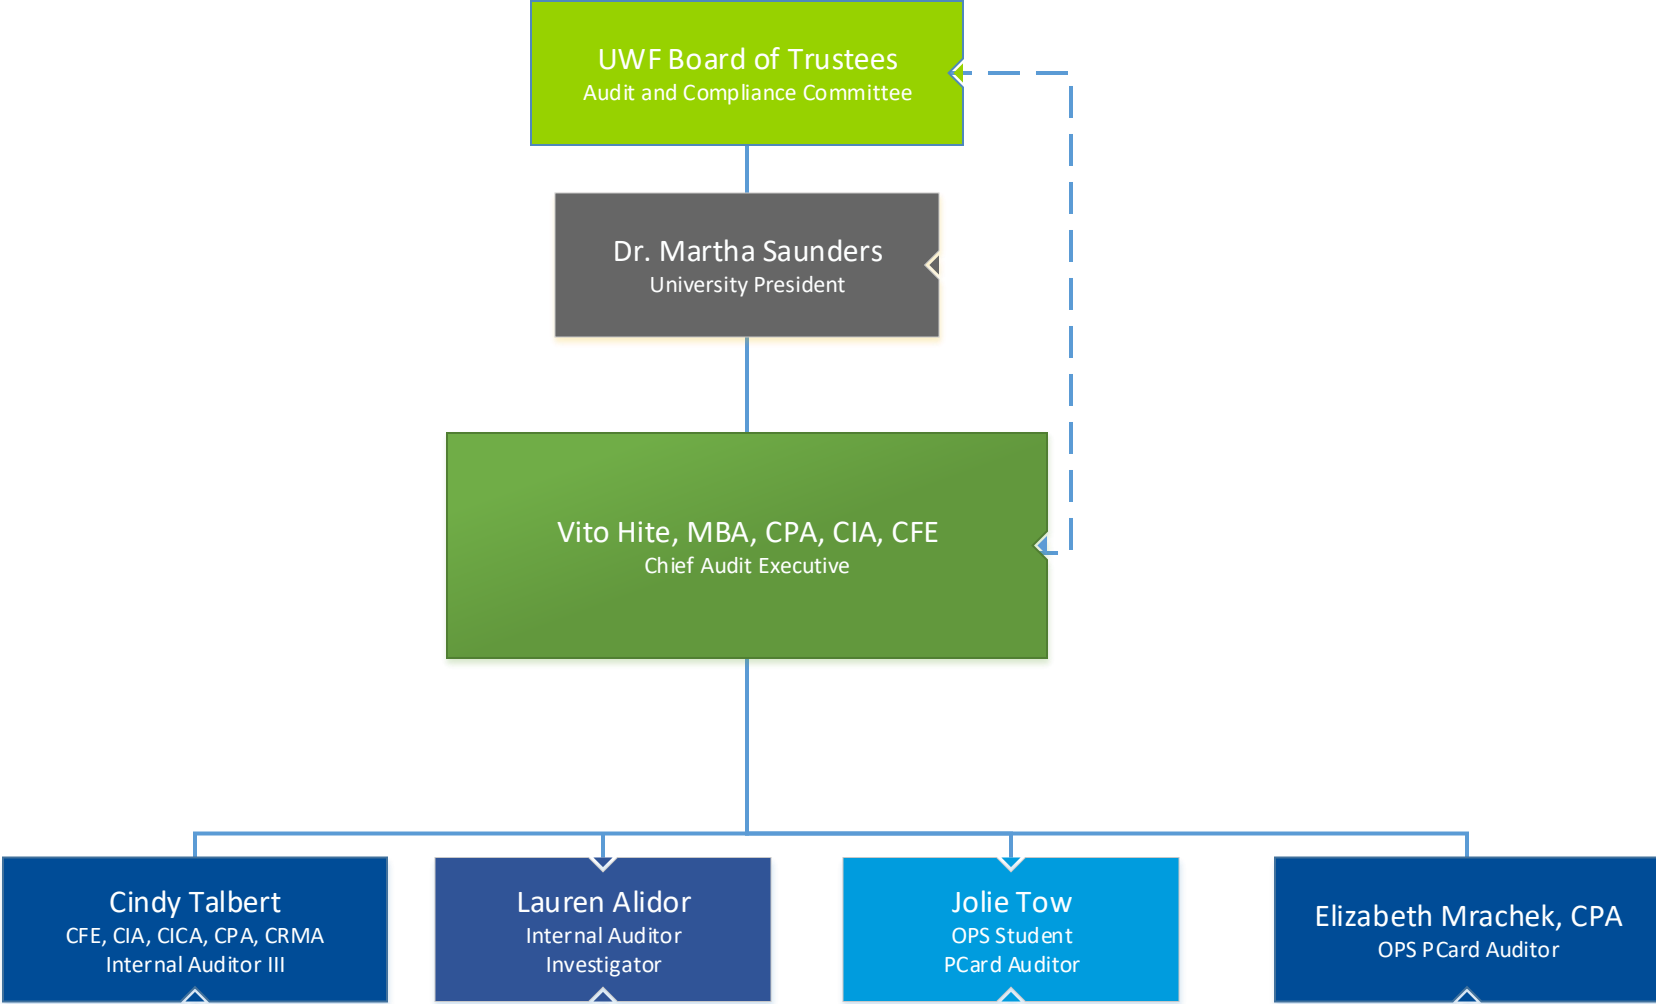 UWF Board of Trustees
Audit and Compliance Committee
Dr. Martha Saunders
University President
Vito Hite, MBA, CPA, CIA, CFE
Chief Audit Executive
Cindy Talbert
CFE, CIA, CICA, CPA, CRMA
Internal Auditor III
Lauren Alidor
Internal Auditor
Investigator
Jolie Tow
OPS Student
PCard Auditor
Elizabeth Mrachek, CPA
OPS PCard Auditor